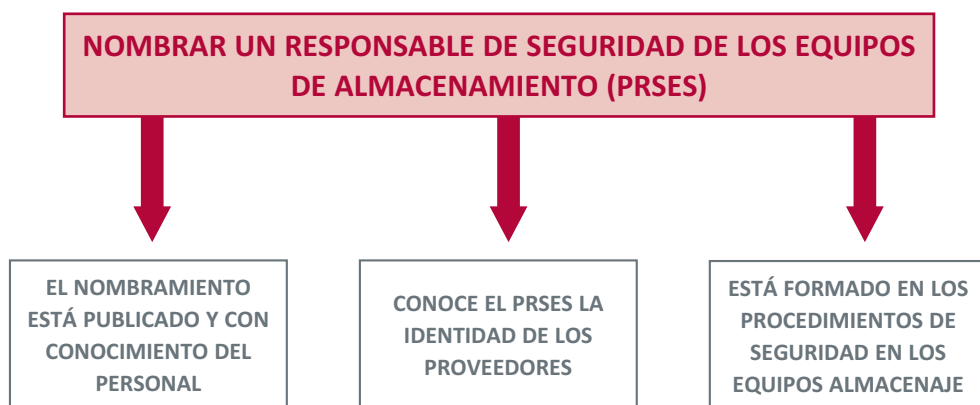 NOMBRAR UN RESPONSABLE DE SEGURIDAD DE LOS EQUIPOS
DE ALMACENAMIENTO (PRSES)
EL NOMBRAMIENTO
ESTÁ PUBLICADO Y CON
CONOCIMIENTO DEL
PERSONAL
CONOCE EL PRSES LA
IDENTIDAD DE LOS
PROVEEDORES
ESTÁ FORMADO EN LOS
PROCEDIMIENTOS DE
SEGURIDAD EN LOS
EQUIPOS ALMACENAJE